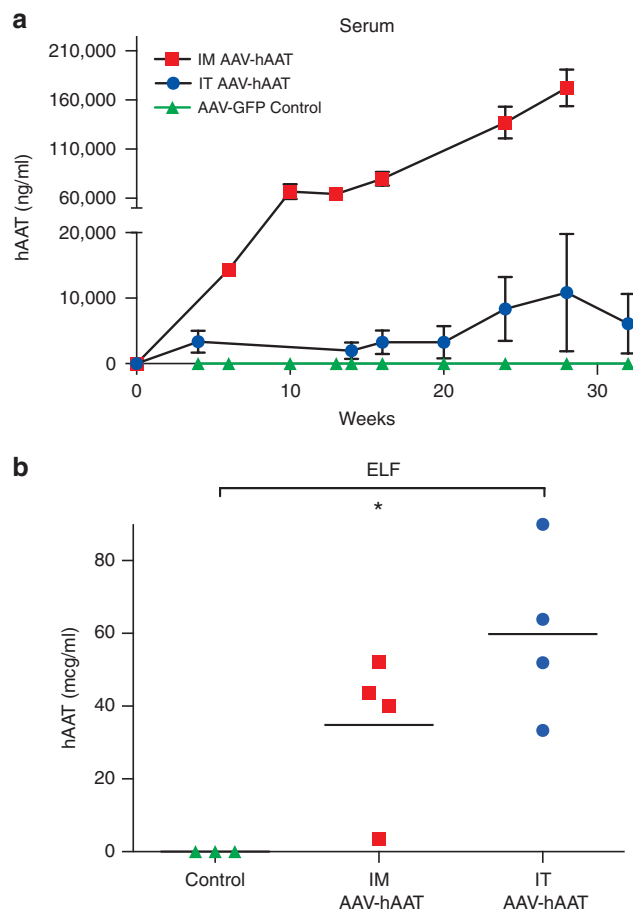 a
Serum
210,000
160,000
110,000
60,000
20,000
10,000
0
hAAT (ng/ml)
IM AAV-hAAT
IT AAV-hAAT
AAV-GFP Control
0
10
20
30
Weeks
b
ELF
*
80
60
40
20
0
hAAT (mcg/ml)
Control
IM
AAV-hAAT
IT
AAV-hAAT